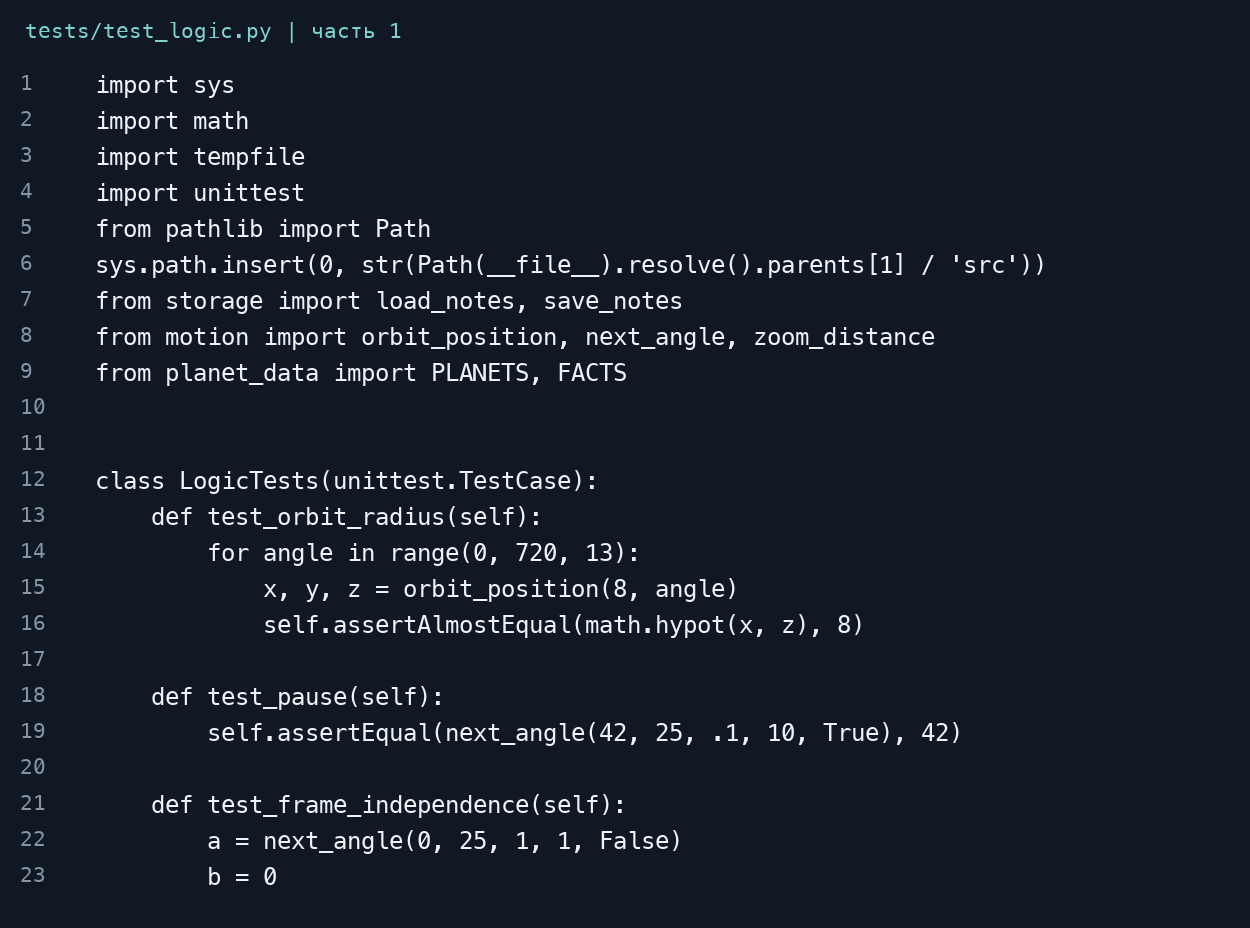 tests/test_logic.py | часть 1
1 import sys
2 import math
3 import tempfile
4 import unittest
5 from pathlib import Path
6 sys.path.insert(0, str(Path(__file__).resolve().parents[1] / 'src'))
7 from storage import load_notes, save_notes
8 from motion import orbit_position, next_angle, zoom_distance
9 from planet_data import PLANETS, FACTS
10
11
12 class LogicTests(unittest.TestCase):
13     def test_orbit_radius(self):
14         for angle in range(0, 720, 13):
15             x, y, z = orbit_position(8, angle)
16             self.assertAlmostEqual(math.hypot(x, z), 8)
17
18     def test_pause(self):
19         self.assertEqual(next_angle(42, 25, .1, 10, True), 42)
20
21     def test_frame_independence(self):
22         a = next_angle(0, 25, 1, 1, False)
23         b = 0